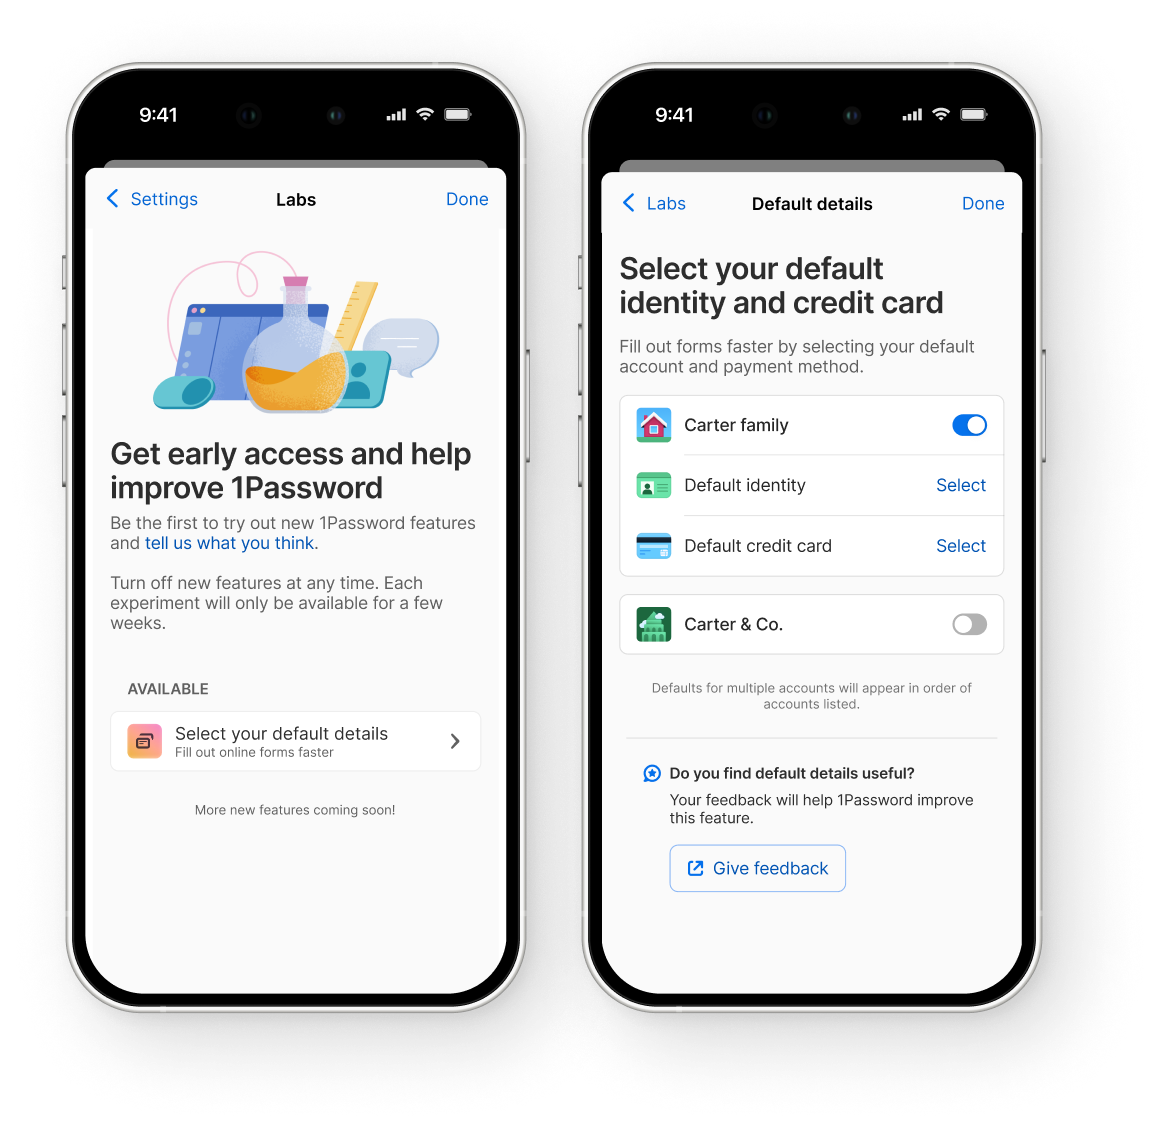 9:41
Settings
Labs
Done
Get early access and help
improve 1Password
Be the first to try out new 1Password features
and tell us what you think.
Turn off new features at any time. Each
experiment will only be available for a few
weeks.
AVAILABLE
Select your default details
Fill out online forms faster
More new features coming soon!
9:41
Labs
Default details
Done
Select your default
identity and credit card
Fill out forms faster by selecting your default
account and payment method.
Carter family
Default identity
Select
Default credit card
Select
Carter & Co.
Defaults for multiple accounts will appear in order of
accounts listed.
Do you find default details useful?
Your feedback will help 1Password improve
this feature.
Give feedback